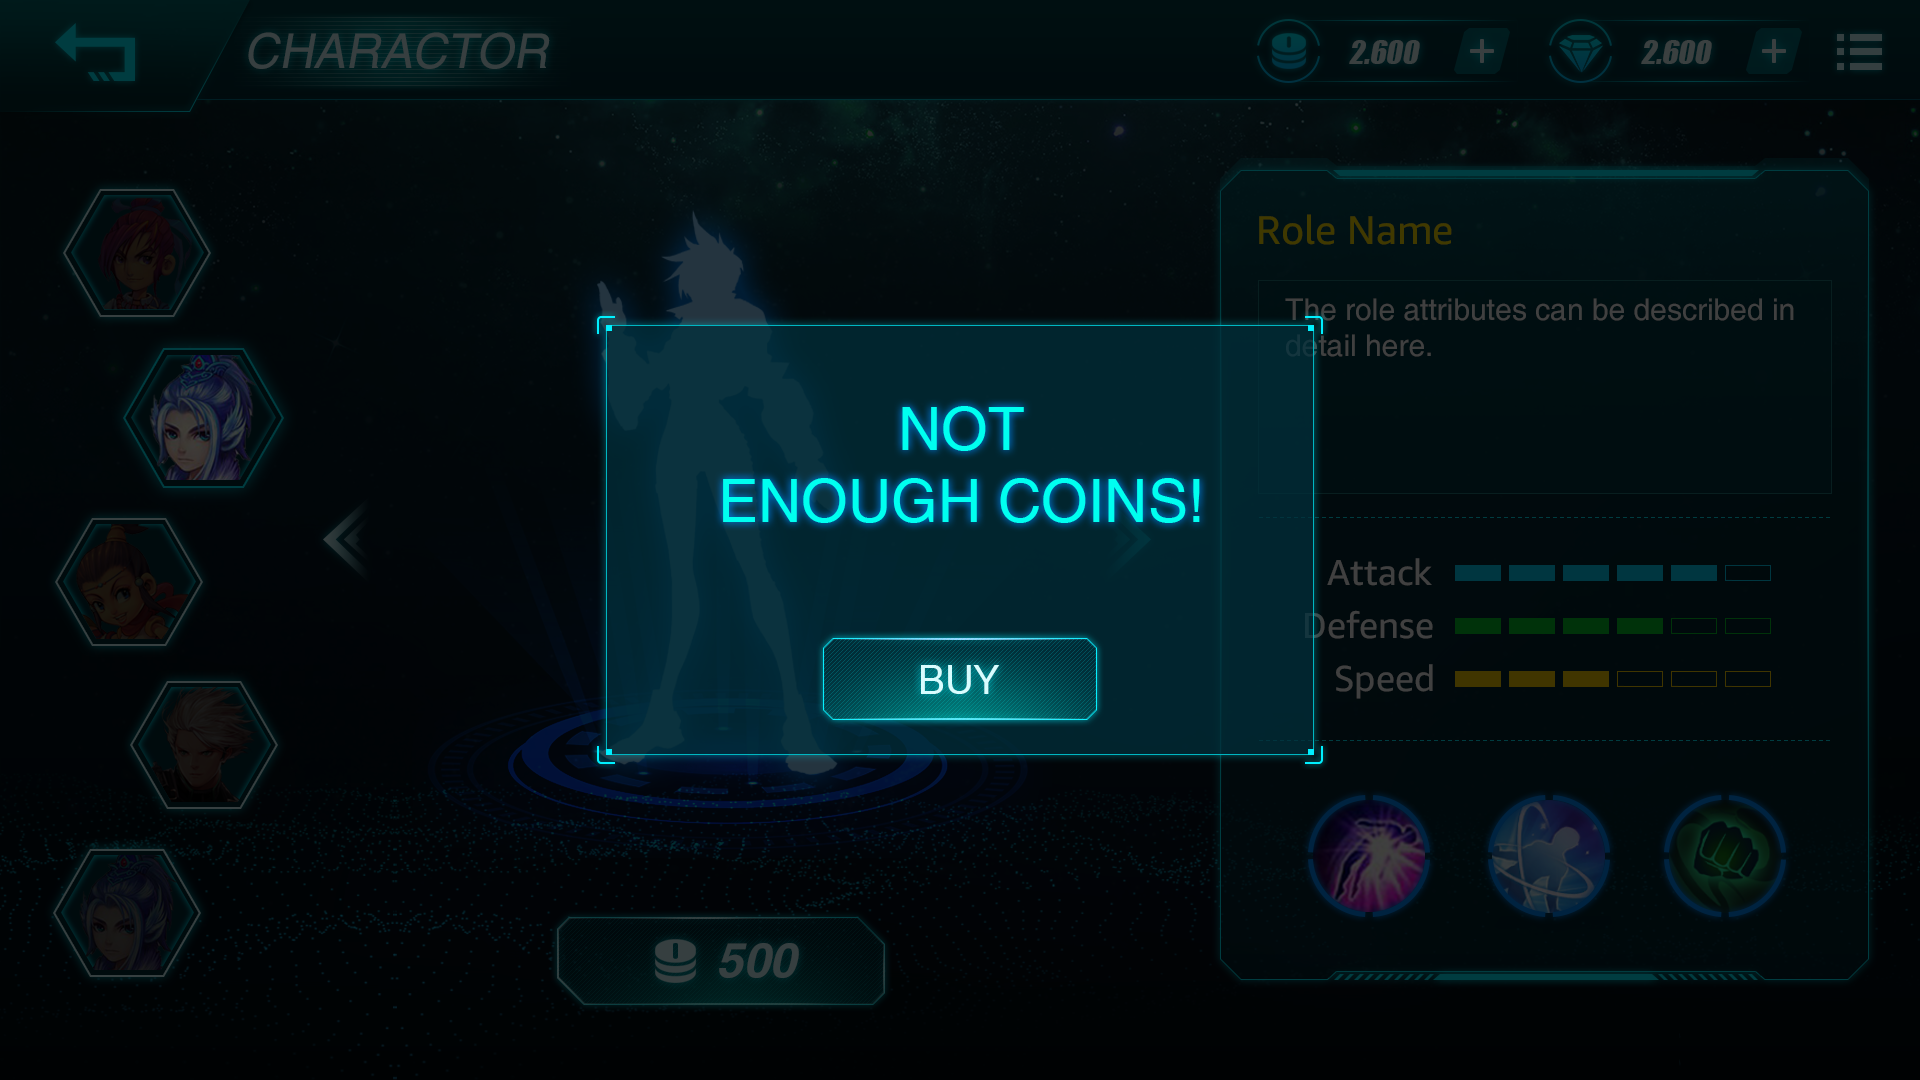 CHARACTOR
2.600
2.600
Role Name
The role attributes can be described in
detail here.
NOT
ENOUGH COINS!
Attack
Defense
Speed
BUY
500